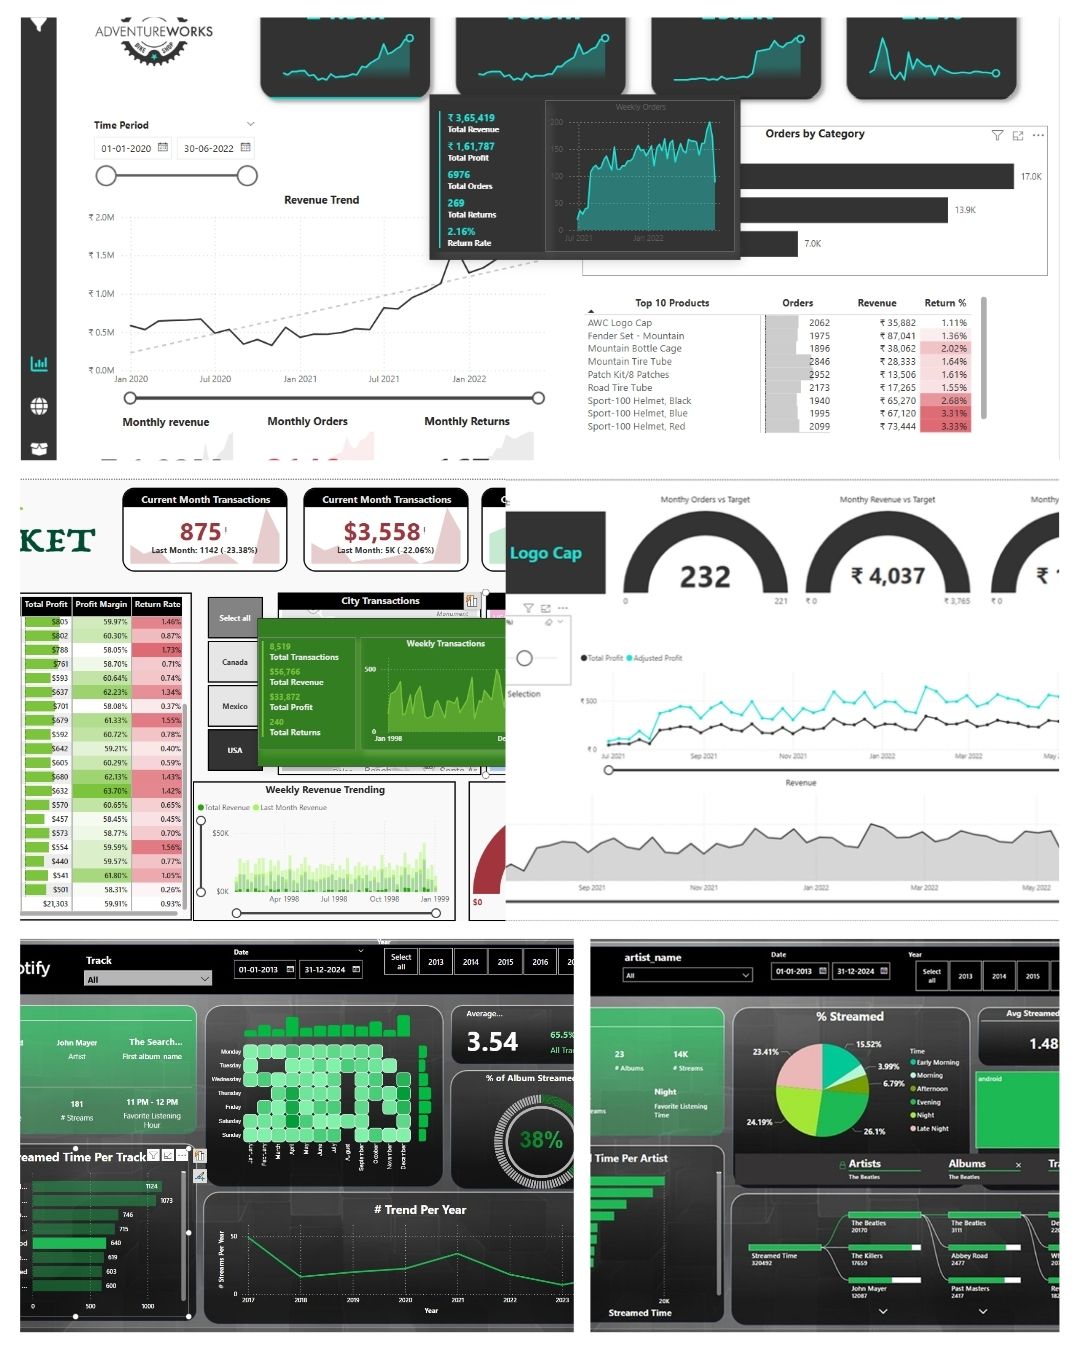 ADVENTUREWORKS
BIKE SHOP
Time Period
01-01-2020 30-06-2022
Revenue Trend
₹ 2.0M
₹ 1.5M
₹ 1.0M
₹ 0.5M
₹ 0.0M
Jan 2020 Jul 2020 Jan 2021 Jul 2021 Jan 2022
Monthly revenue Monthly Orders Monthly Returns
₹ 3,65,419
Total Revenue
₹ 1,61,787
Total Profit
6976
Total Orders
269
Total Returns
2.16%
Return Rate
Weekly Orders
200
150
100
50
0
Jul 2021 Jan 2022
Orders by Category
17.0K
13.9K
7.0K
Top 10 Products Orders Revenue Return %
AWC Logo Cap 2062 ₹ 35,882 1.11%
Fender Set - Mountain 1975 ₹ 87,041 1.36%
Mountain Bottle Cage 1896 ₹ 38,062 2.02%
Mountain Tire Tube 2846 ₹ 28,333 1.64%
Patch Kit/8 Patches 2952 ₹ 13,506 1.61%
Road Tire Tube 2173 ₹ 17,265 1.55%
Sport-100 Helmet, Black 1940 ₹ 65,270 2.68%
Sport-100 Helmet, Blue 1995 ₹ 67,120 3.31%
Sport-100 Helmet, Red 2099 ₹ 73,444 3.33%
KET
Current Month Transactions
875!
Last Month: 1142 (-23.38%)
Current Month Transactions
$3,558!
Last Month: 5K (-22.06%)
Total Profit Profit Margin Return Rate
$805 59.97% 1.46%
$802 60.30% 0.87%
$788 58.05% 1.73%
$761 58.70% 0.71%
$593 60.64% 0.74%
$637 62.23% 1.34%
$701 58.08% 0.37%
$679 61.33% 1.55%
$592 60.72% 0.78%
$642 59.21% 0.40%
$605 60.29% 0.59%
$680 62.13% 1.43%
$632 63.70% 1.42%
$570 60.65% 0.65%
$457 58.45% 0.45%
$573 58.77% 0.70%
$554 59.59% 1.56%
$440 59.57% 0.77%
$541 61.80% 1.05%
$501 58.31% 0.26%
$21,303 59.91% 0.93%
Select all
Canada
Mexico
USA
City Transactions
Monument
8,519
Total Transactions
$56,766
Total Revenue
$33,872
Total Profit
240
Total Returns
Weekly Transactions
500
0
Jan 1998 De
Weekly Revenue Trending
Total Revenue Last Month Revenue
$50K
$0K
Apr 1998 Jul 1998 Oct 1998 Jan 1999
$0
Logo Cap
Selection
Monthy Orders vs Target
232
0 221
Monthy Revenue vs Target
₹ 4,037
₹ 0 ₹ 3,765
Monthy
₹ 0
Total Profit Adjusted Profit
₹ 500
₹ 0
Jul 2021 Sep 2021 Nov 2021 Jan 2022 Mar 2022 May
Revenue
Sep 2021 Nov 2021 Jan 2022 Mar 2022 May 2022
otify
Track
All
Date
01-01-2013 31-12-2024
Year
Select all 2013 2014 2015 2016 20
John Mayer
Artist
The Search...
First album name
181
# Streams
11 PM - 12 PM
Favorite Listening
Hour
Monday
Tuesday
Wednesday
Thursday
Friday
Saturday
Sunday
January February March April May June July August September October November December
Average...
3.54
65.5%
All Tra
% of Album Streame
38%
reamed Time Per Track
1124
1073
746
715
640
619
603
600
0 500 1000
# Trend Per Year
# Streams Per Year
50
0
2017 2018 2019 2020 2021 2022 2023
Year
artist_name
All
Date
01-01-2013 31-12-2024
Year
Select all 2013 2014 2015
23
# Albums
14K
# Streams
eams
Night
Favorite Listening
Time
% Streamed
23.41%
15.52%
3.99%
6.79%
26.1%
24.19%
Time
Early Morning
Morning
Afternoon
Evening
Night
Late Night
Avg Streamed
1.48
android
Time Per Artist
20K
Streamed Time
Artists
The Beatles
Albums
The Beatles
Tra
The Beatles
Streamed Time
320492
The Beatles
20170
The Killers
17659
John Mayer
12087
The Beatles
3111
Abbey Road
2477
Past Masters
2417